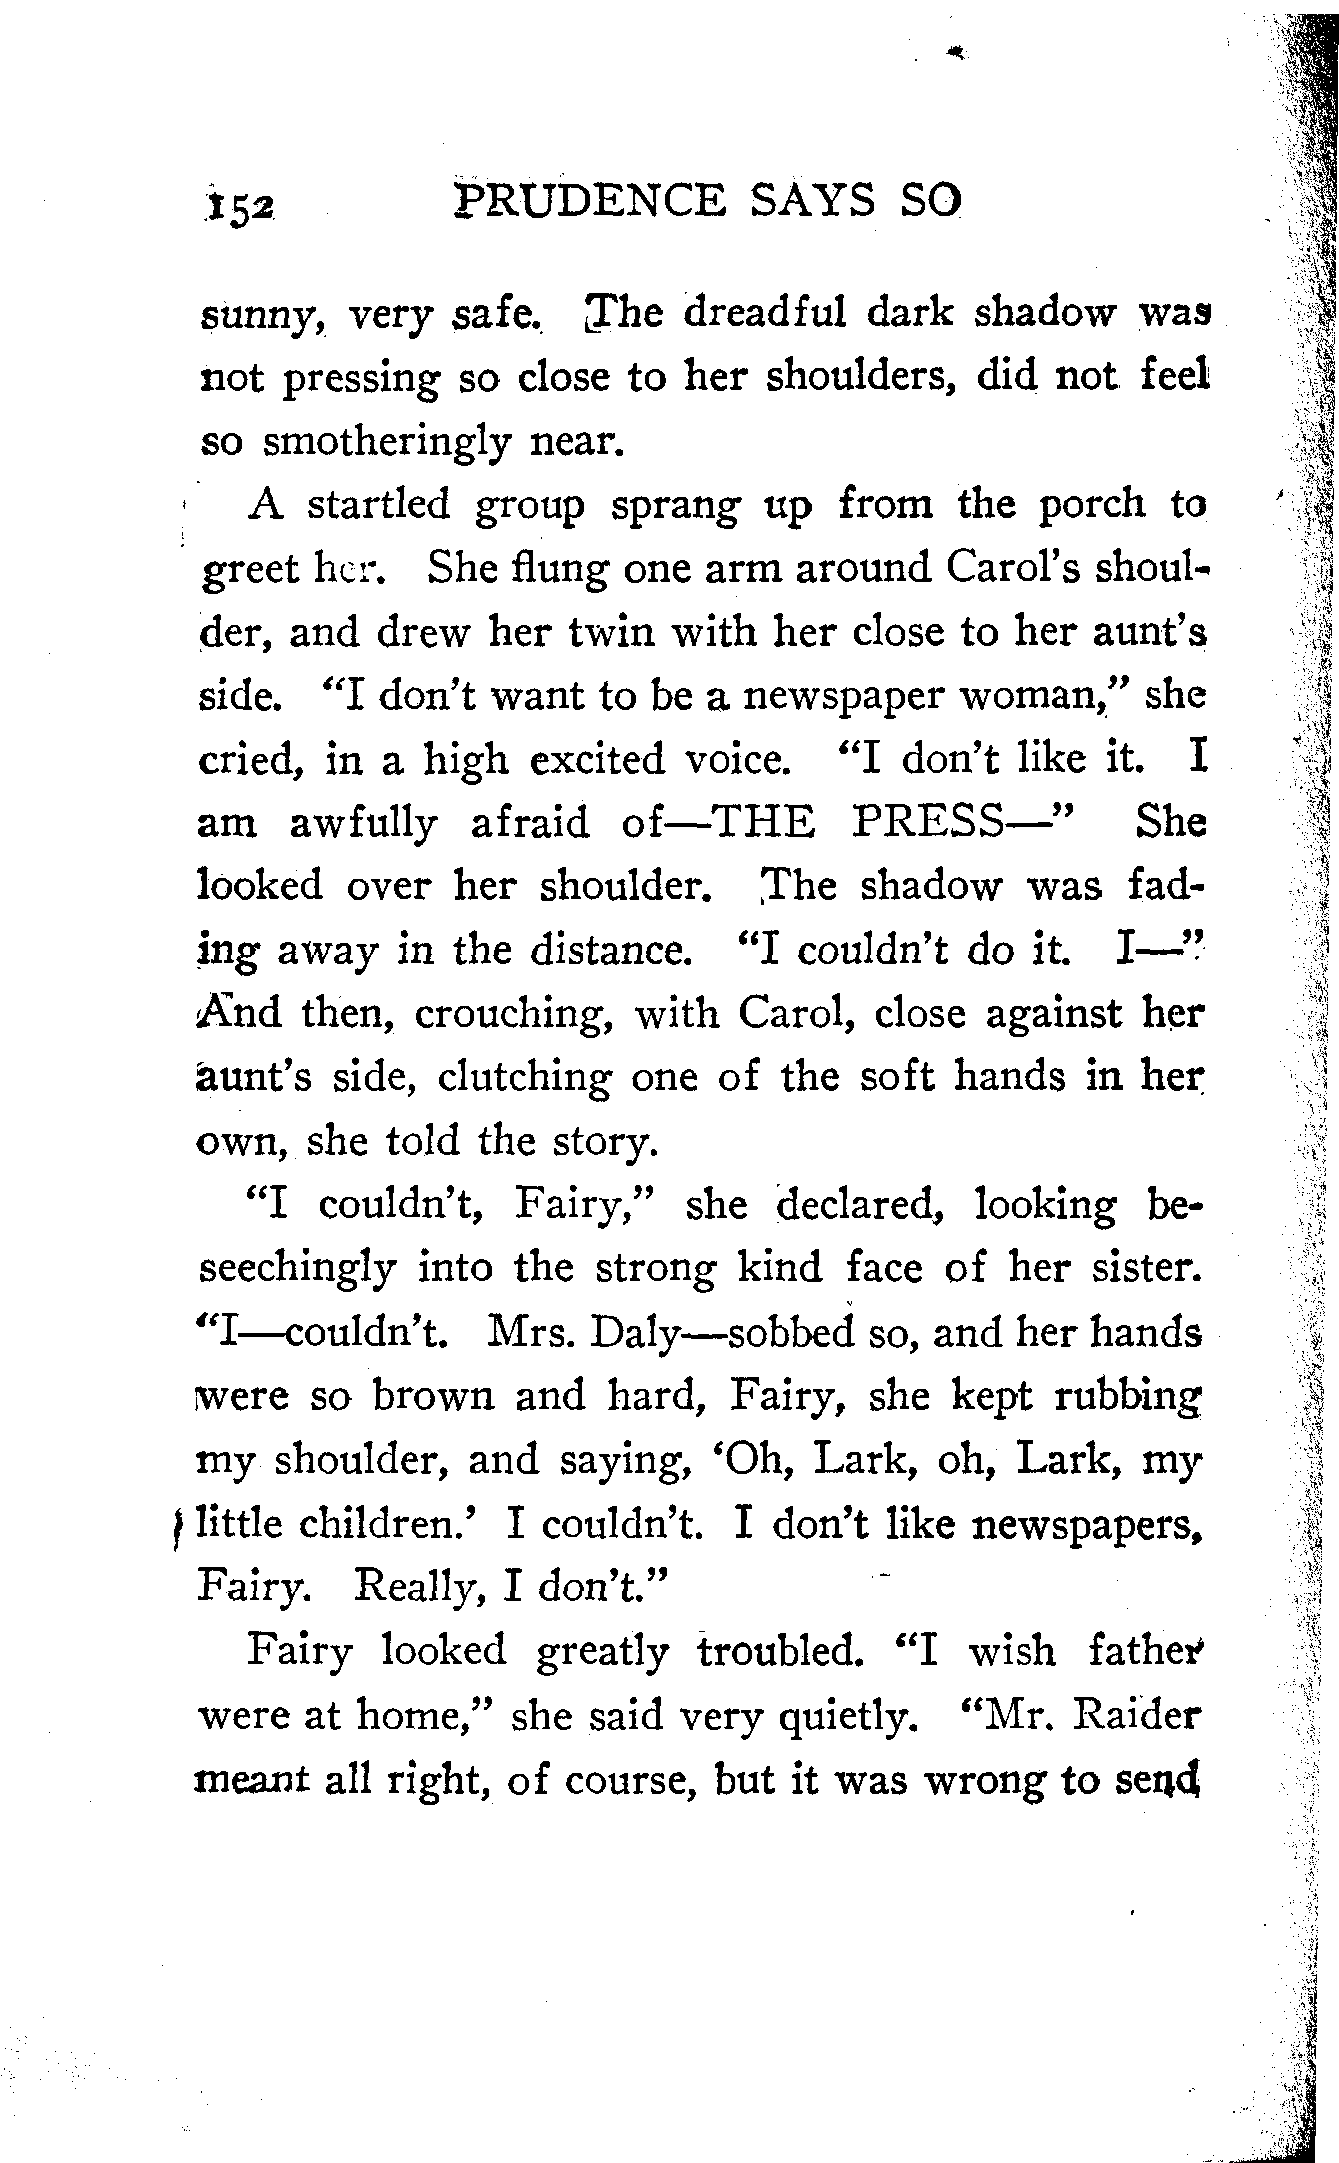 152 PRUDENCE SAYS SO
sunny, very safe. The dreadful dark shadow was
not pressing so close to her shoulders, did not feel
so smotheringly near.
A startled group sprang up from the porch to
greet her. She flung one arm around Carol's shoul-
der, and drew her twin with her close to her aunt's
side. "I don't want to be a newspaper woman," she
cried, in a high excited voice. "I don't like it. I
am awfully afraid of—THE PRESS—" She
looked over her shoulder. The shadow was fad-
ing away in the distance. "I couldn't do it. I—"
And then, crouching, with Carol, close against her
aunt's side, clutching one of the soft hands in her
own, she told the story.
"I couldn't, Fairy," she declared, looking be-
seechingly into the strong kind face of her sister.
"I—couldn't. Mrs. Daly—sobbed so, and her hands
were so brown and hard, Fairy, she kept rubbing
my shoulder, and saying, 'Oh, Lark, oh, Lark, my
little children.' I couldn't. I don't like newspapers,
Fairy. Really, I don't."
Fairy looked greatly troubled. "I wish father
were at home," she said very quietly. "Mr. Raider
meant all right, of course, but it was wrong to send